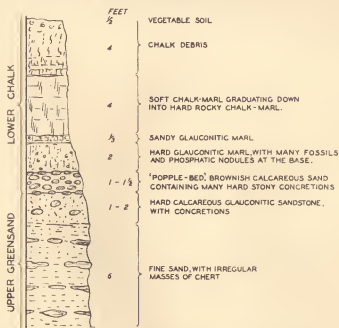 FEET
½ VEGETABLE SOIL
4 CHALK DEBRIS
4 SOFT CHALK-MARL GRADUATING DOWN
INTO HARD ROCKY CHALK-MARL.
⅓ SANDY GLAUCONITIC MARL
2 HARD GLAUCONITIC MARL, WITH MANY FOSSILS
AND PHOSPHATIC NODULES AT THE BASE.
1 - 1½ 'POPPLE-BED', BROWNISH CALCAREOUS SAND
CONTAINING MANY HARD STONY CONCRETIONS
1 - 2 HARD CALCAREOUS GLAUCONITIC SANDSTONE,
WITH CONCRETIONS
6 FINE SAND, WITH IRREGULAR
MASSES OF CHERT
LOWER CHALK
UPPER GREENSAND